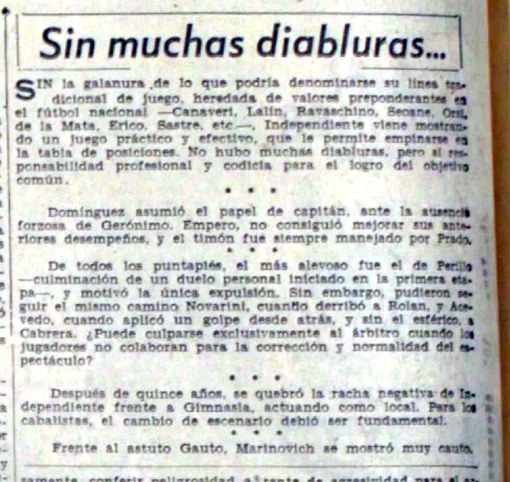 Sin muchas diabluras...
SIN la galanura de lo que podría denominarse su línea tra-
dicional de juego, heredada de valores preponderantes en
el fútbol nacional —Canaveri, Lalín, Ravaschino, Seoane, Orsi,
de la Mata, Erico, Sastre, etc.—, Independiente viene mostran-
do un juego práctico y efectivo, que le permite empinarse en
la tabla de posiciones. No hubo muchas diabluras, pero sí res-
ponsabilidad profesional y codicia para el logro del objetivo
común.
* * *
Domínguez asumió el papel de capitán, ante la ausencia
forzosa de Gerónimo. Empero, no consiguió mejorar sus ante-
riores desempeños, y el timón fue siempre manejado por Prado.
* * *
De todos los puntapiés, el más alevoso fue el de Perillo
—culminación de un duelo personal iniciado en la primera eta-
pa—, y motivó la única expulsión. Sin embargo, pudieron se-
guir el mismo camino Novarini, cuando derribó a Rolan, y Ace-
vedo, cuando aplicó un golpe desde atrás, y sin el esférico, a
Cabrera. ¿Puede culparse exclusivamente al árbitro cuando los
jugadores no colaboran para la corrección y normalidad del es-
pectáculo?
* * *
Después de quince años, se quebró la racha negativa de In-
dependiente frente a Gimnasia, actuando como local. Para los
cabalistas, el cambio de escenario debió ser fundamental.
* * *
Frente al astuto Gauto, Marinovich se mostró muy cauto.
samente, conferir peligrosidad a